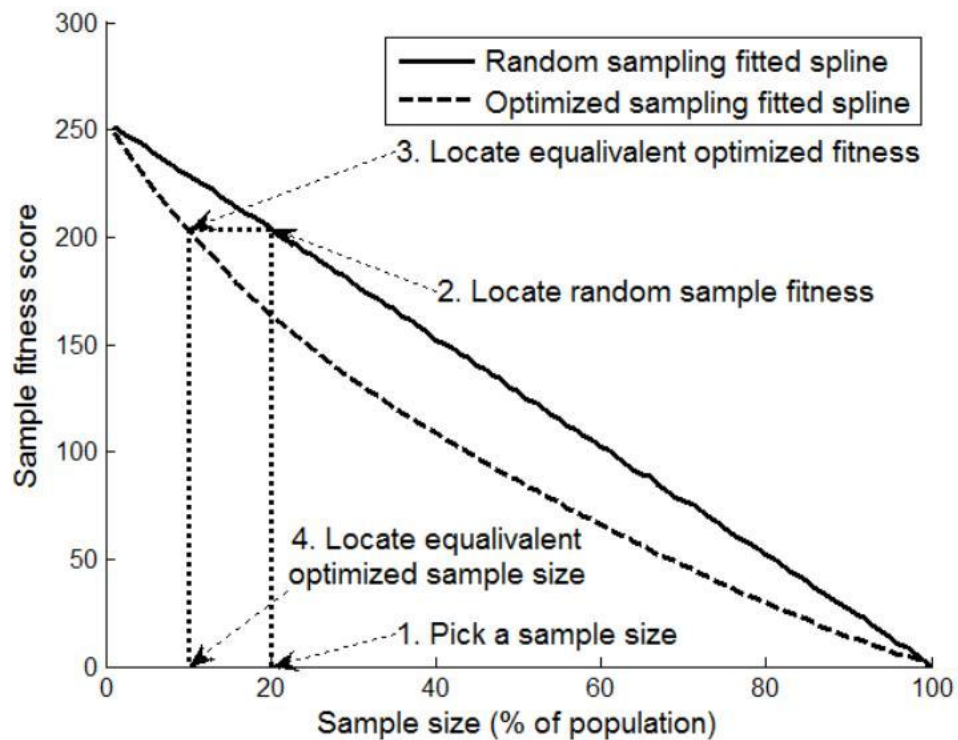 300
250
200
150
100
50
0
Sample fitness score
Random sampling fitted spline
Optimized sampling fitted spline
3. Locate equalivalent optimized fitness
2. Locate random sample fitness
4. Locate equalivalent
optimized sample size
1. Pick a sample size
0
20
40
60
80
100
Sample size (% of population)